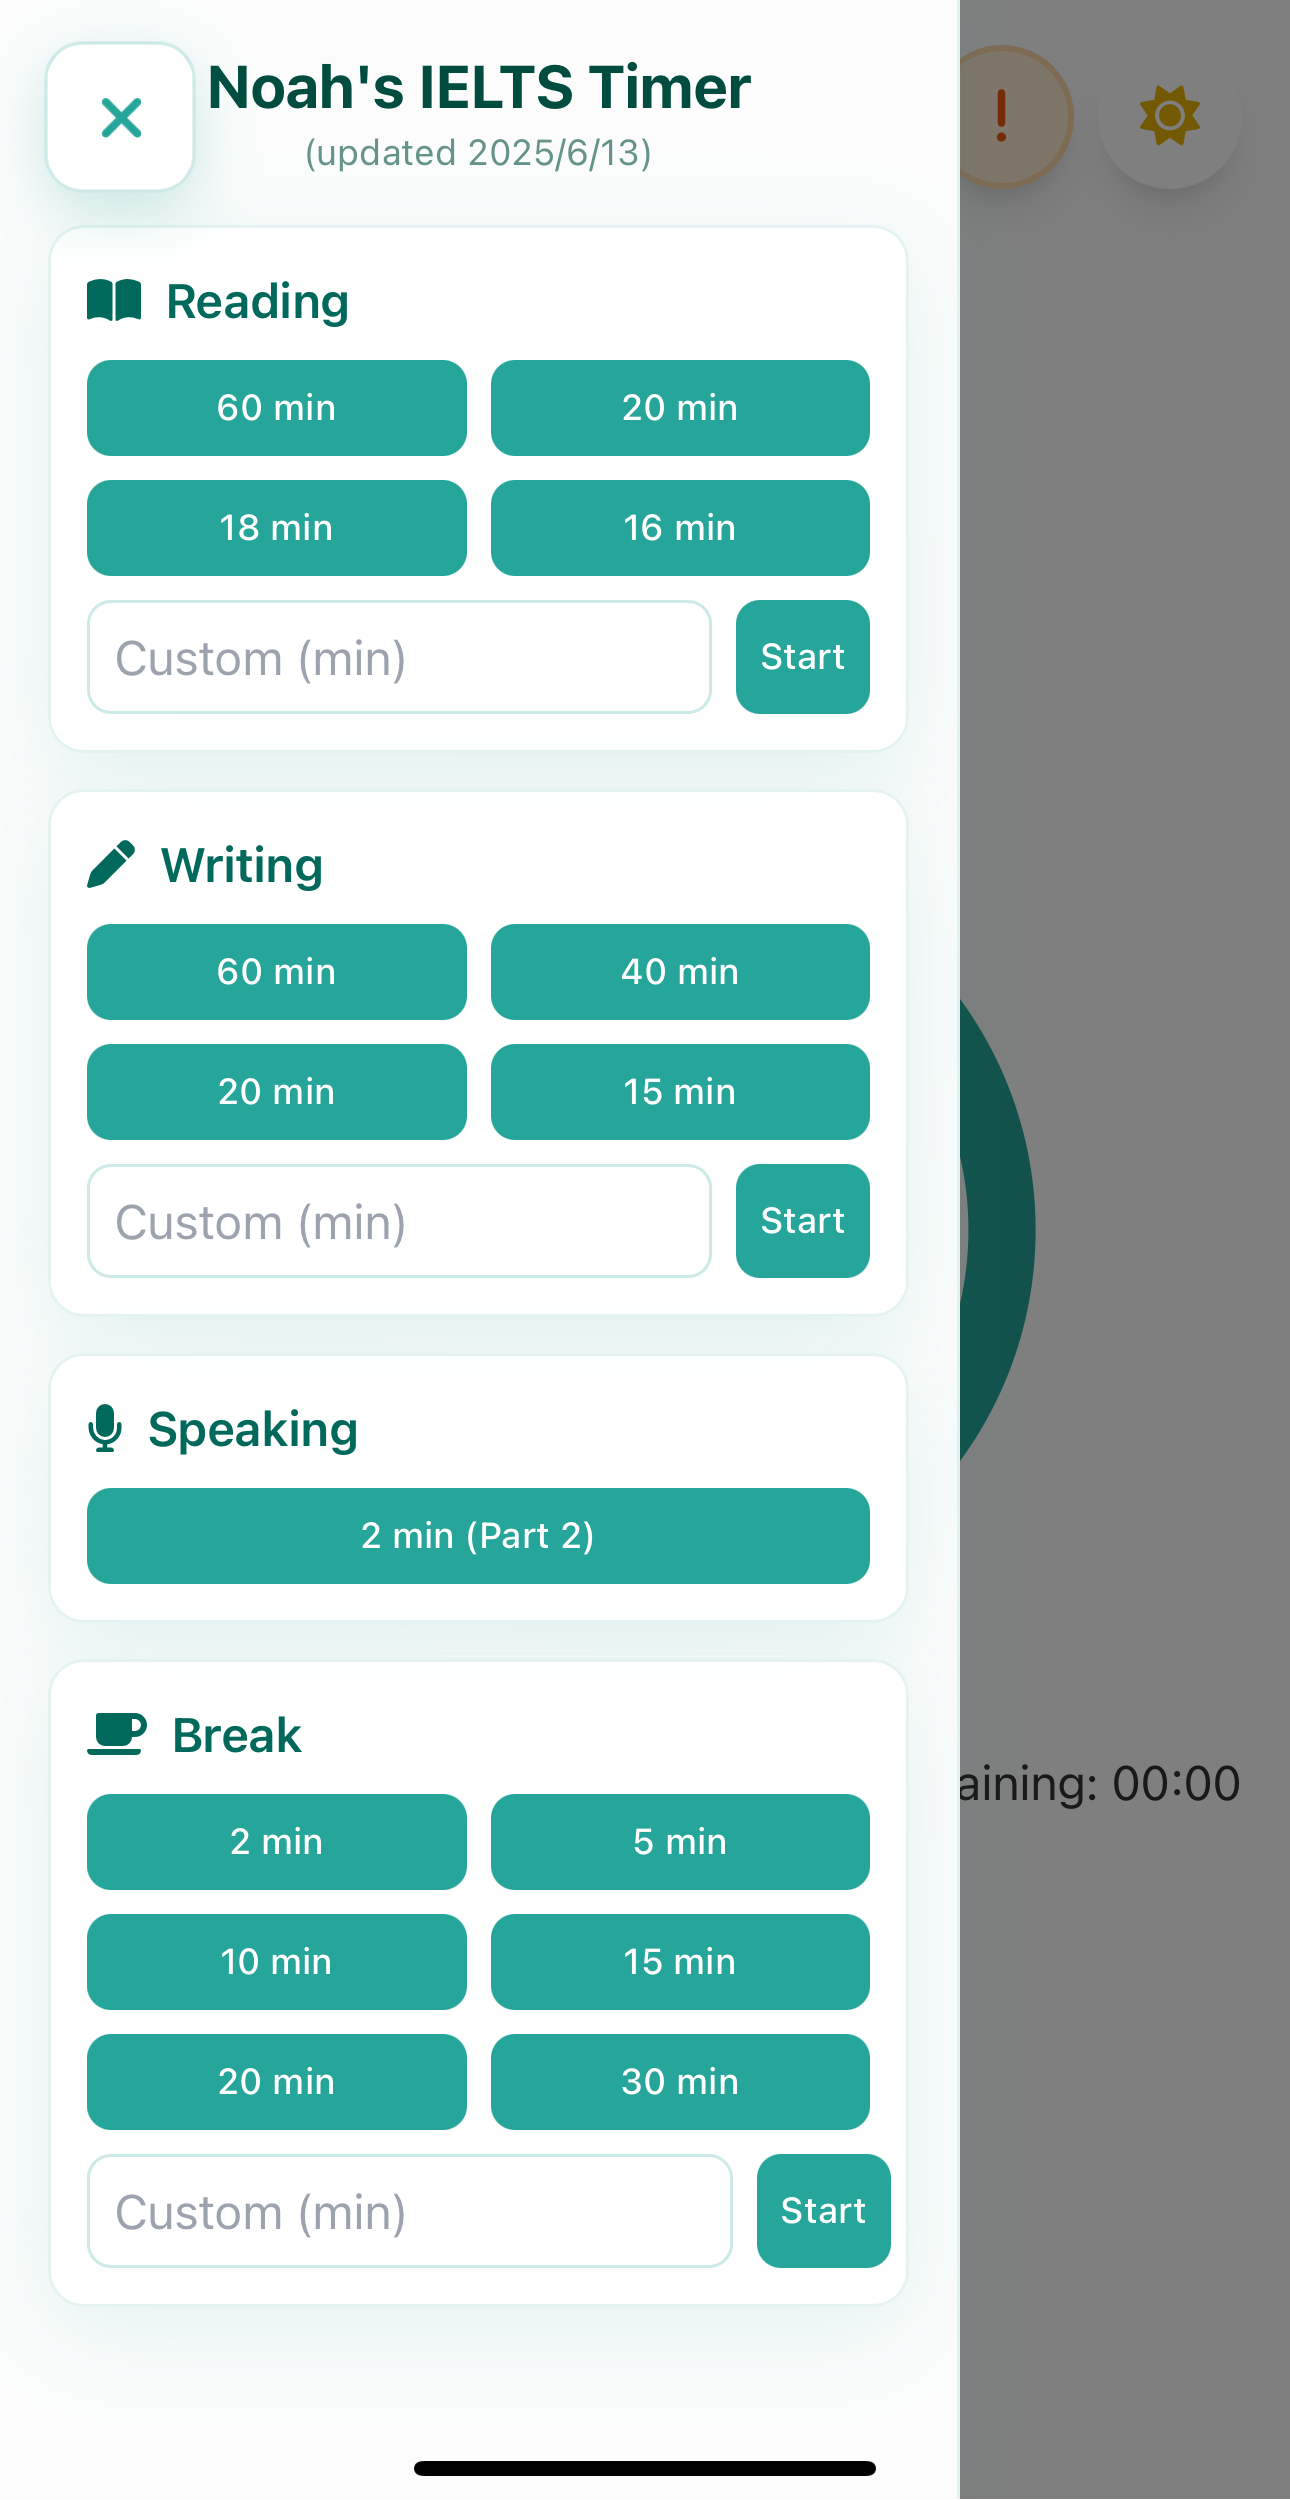 Noah's IELTS Timer
(updated 2025/6/13)
Reading
60 min 20 min
18 min 16 min
Custom (min) Start
Writing
60 min 40 min
20 min 15 min
Custom (min) Start
Speaking
2 min (Part 2)
Break
aining: 00:00
2 min 5 min
10 min 15 min
20 min 30 min
Custom (min) Start